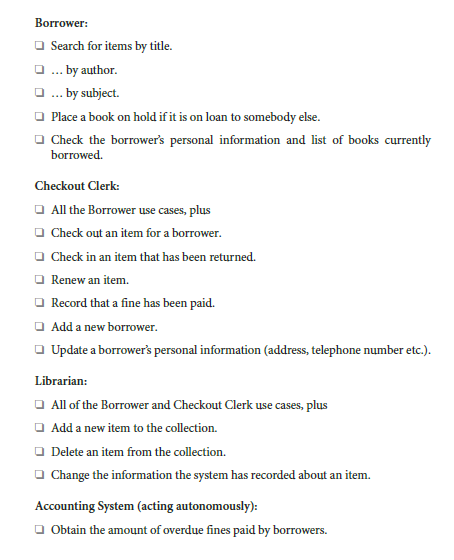 Borrower:
❑ Search for items by title.
❑ … by author.
❑ … by subject.
❑ Place a book on hold if it is on loan to somebody else.
❑ Check the borrower's personal information and list of books currently
borrowed.
Checkout Clerk:
❑ All the Borrower use cases, plus
❑ Check out an item for a borrower.
❑ Check in an item that has been returned.
❑ Renew an item.
❑ Record that a fine has been paid.
❑ Add a new borrower.
❑ Update a borrower's personal information (address, telephone number etc.).
Librarian:
❑ All of the Borrower and Checkout Clerk use cases, plus
❑ Add a new item to the collection.
❑ Delete an item from the collection.
❑ Change the information the system has recorded about an item.
Accounting System (acting autonomously):
❑ Obtain the amount of overdue fines paid by borrowers.